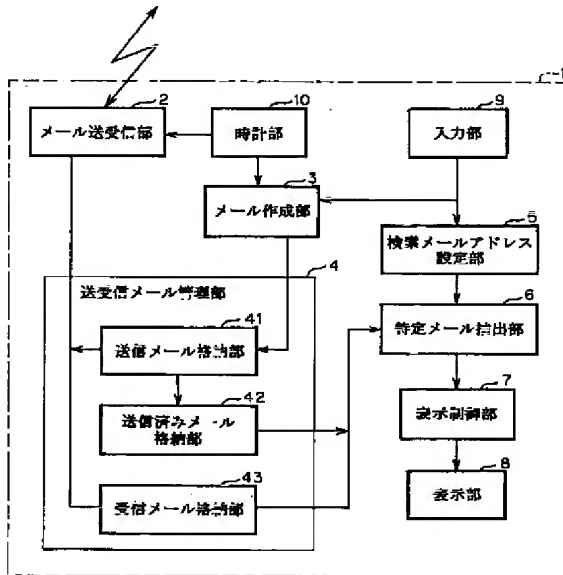 1
2
メール送受信部
10
時計部
9
入力部
3
メール作成部
5
検索メールアドレス
設定部
4
送受信メール管理部
41
送信メール格納部
42
送信済みメール
格納部
43
受信メール格納部
6
特定メール抽出部
7
表示制御部
8
表示部